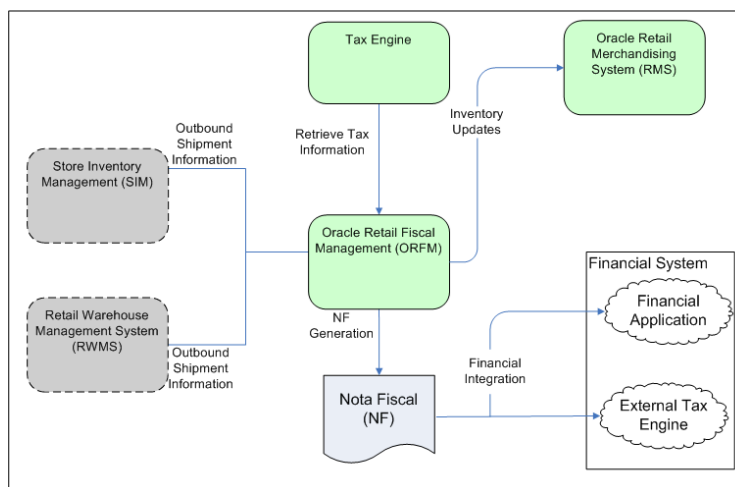 Tax Engine
Oracle Retail
Merchandising
System (RMS)
Outbound
Shipment
Information
Retrieve Tax
Information
Inventory
Updates
Store Inventory
Management (SIM)
Oracle Retail Fiscal
Management (ORFM)
Financial System
Retail Warehouse
Management System
(RWMS)
NF
Generation
Financial
Application
Outbound
Shipment
Information
Financial
Integration
Nota Fiscal
(NF)
External Tax
Engine